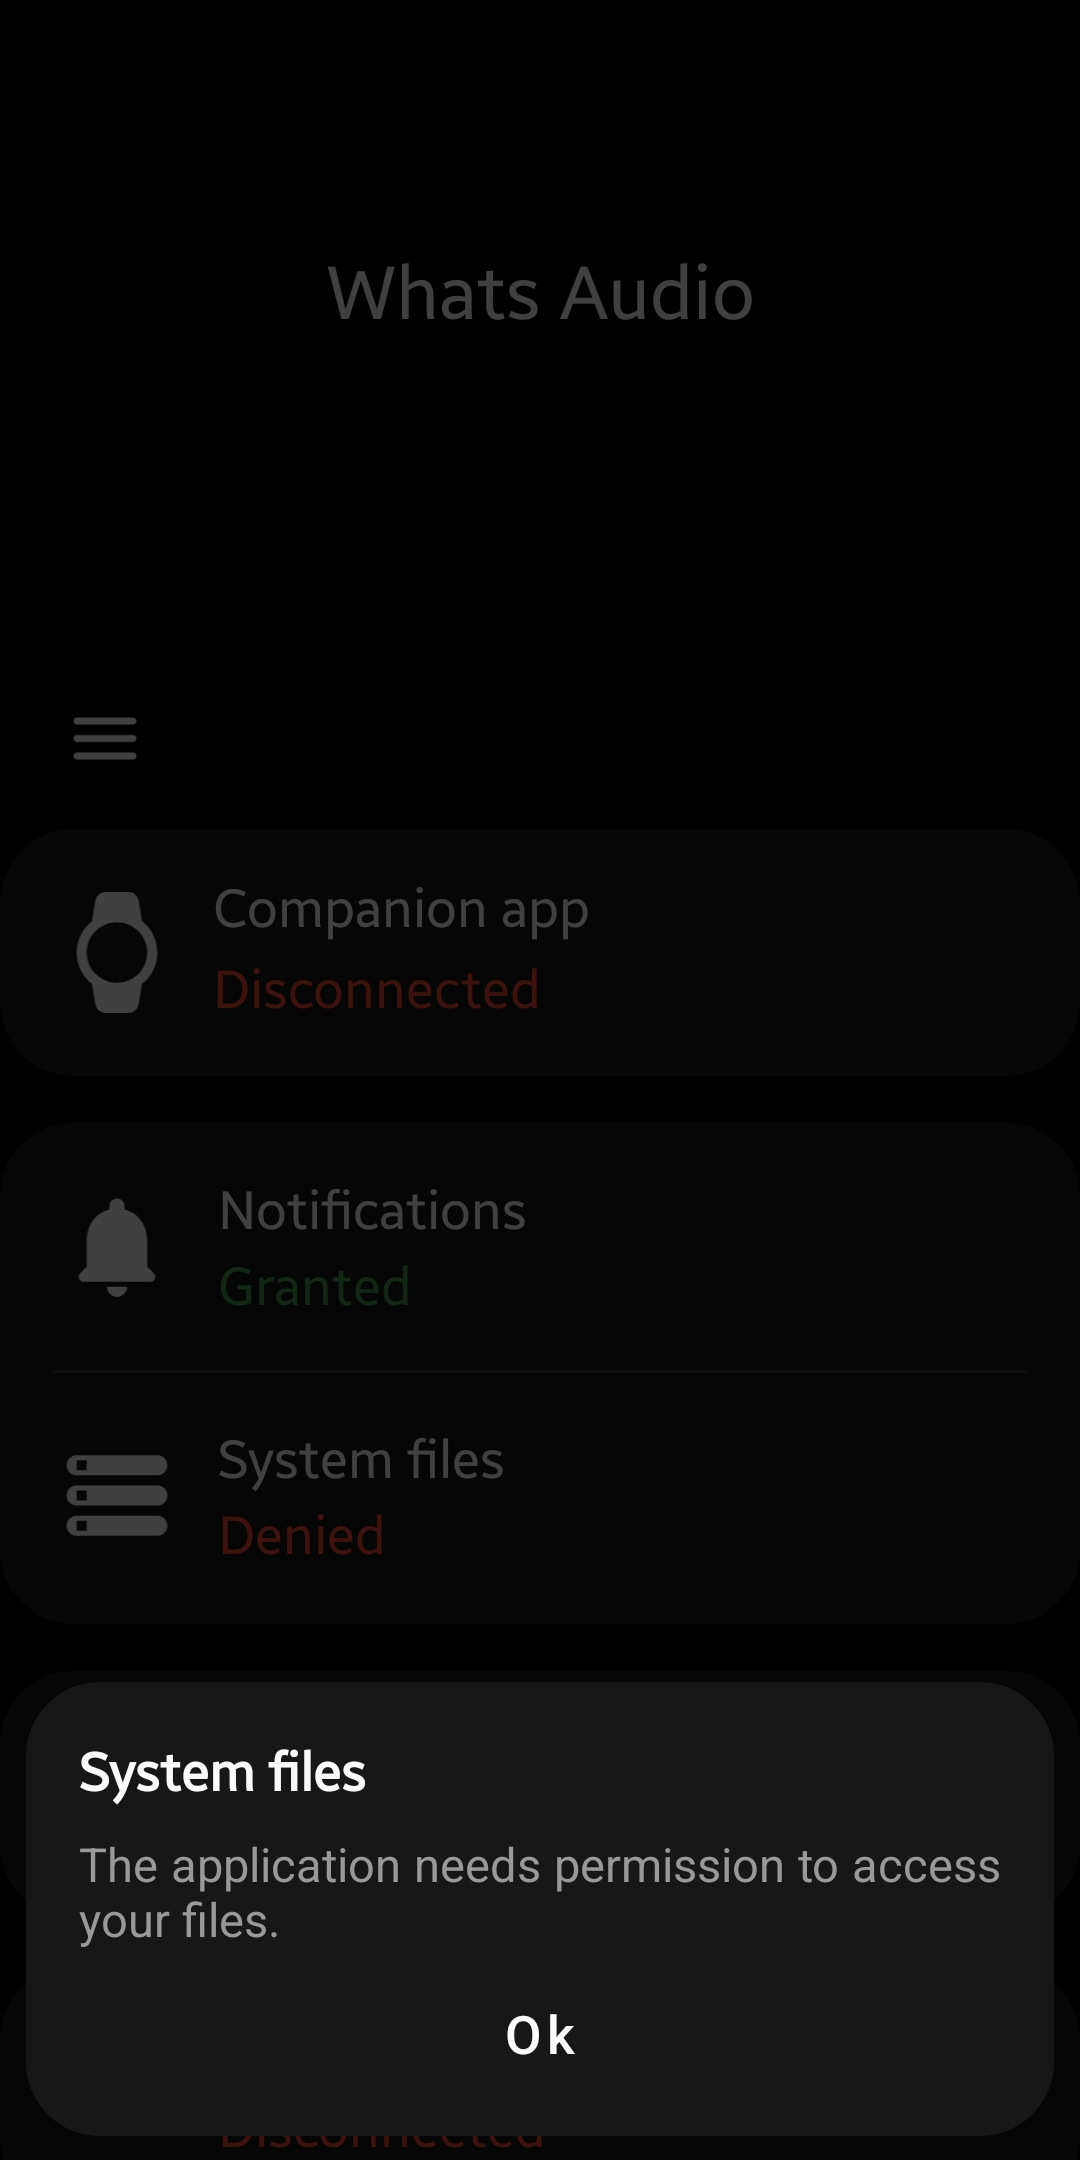 Whats Audio
Companion app
Disconnected
Notifications
Granted
System files
Denied
System files
The application needs permission to access
your files.
Ok
Disconnected